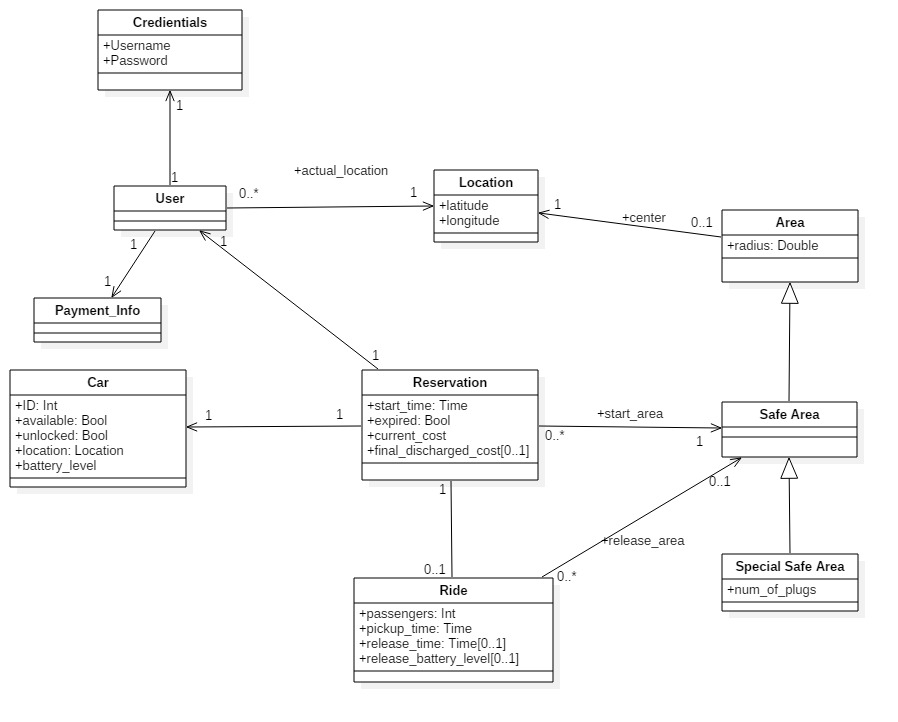 Credientials
+Username
+Password
1
1
User
0..*
+actual_location
1
Location
+latitude
+longitude
1
+center
0..1
Area
+radius: Double
1
1
Payment_Info
1
1
Car
+ID: Int
+available: Bool
+unlocked: Bool
+location: Location
+battery_level
1
1
Reservation
+start_time: Time
+expired: Bool
+current_cost
+final_discharged_cost[0..1]
+start_area
0..*
1
Safe Area
1
0..1
0..1
+release_area
0..*
Ride
+passengers: Int
+pickup_time: Time
+release_time: Time[0..1]
+release_battery_level[0..1]
Special Safe Area
+num_of_plugs